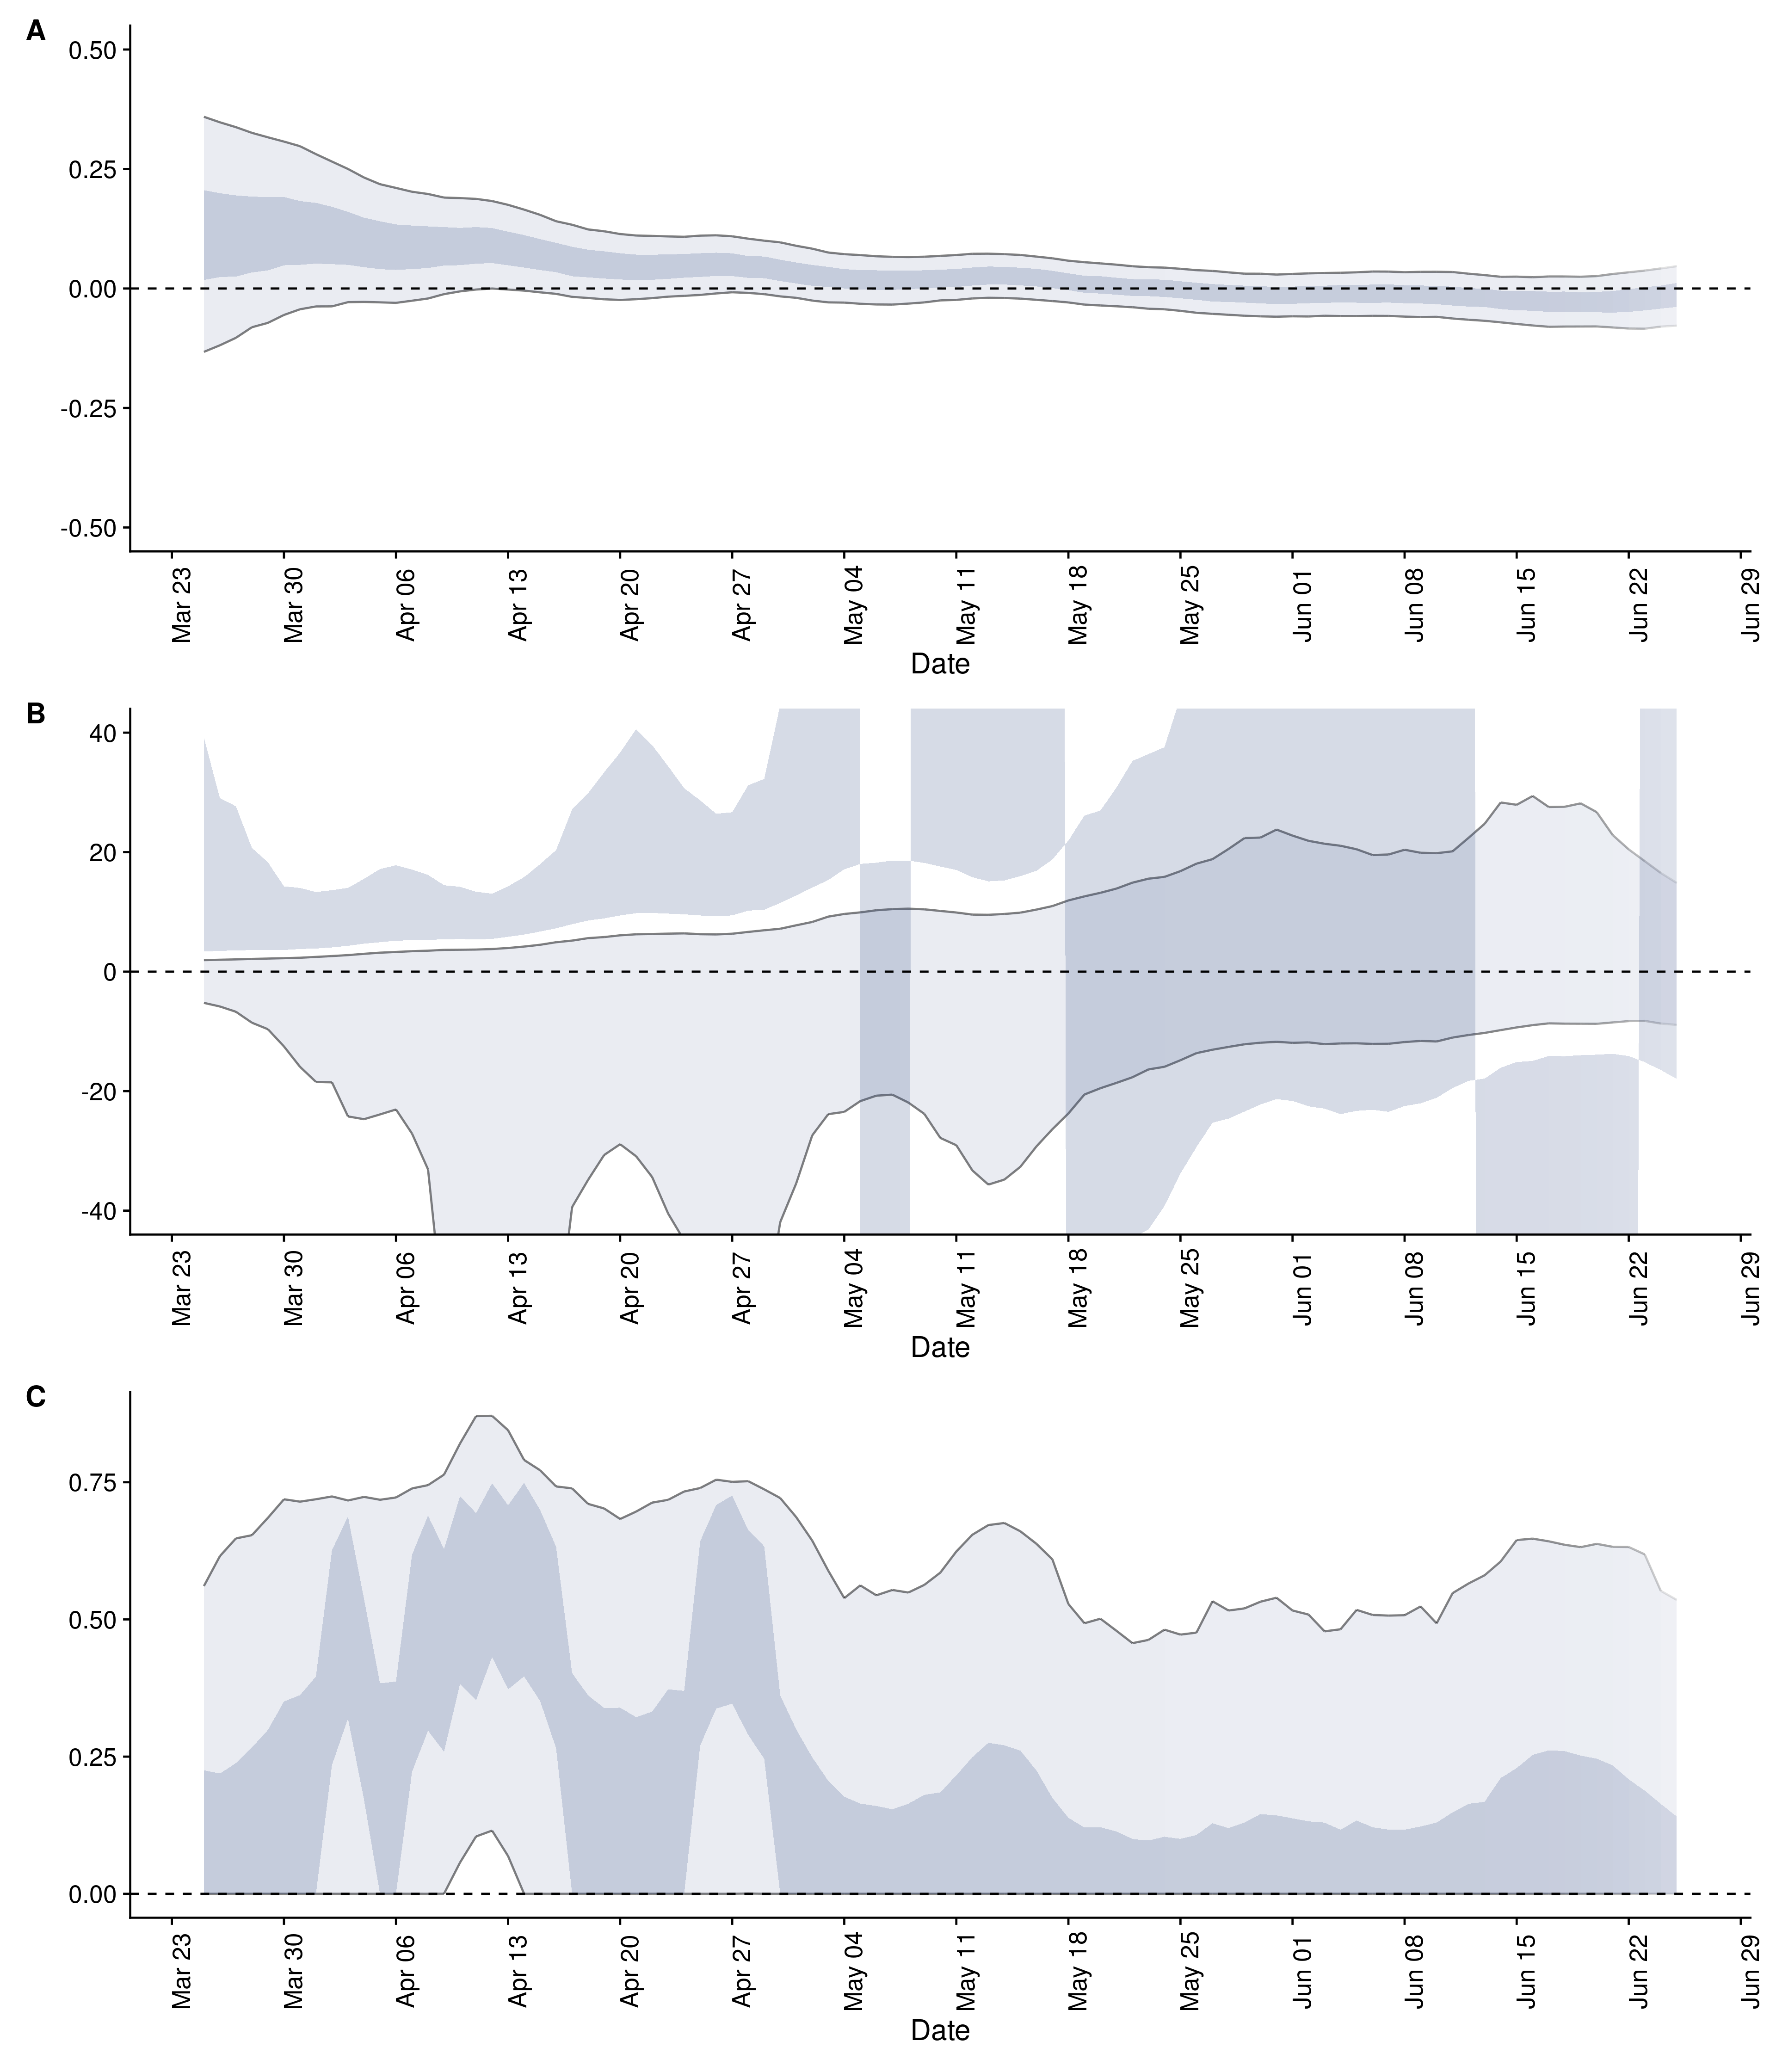 A
0.50
0.25
0.00
-0.25
-0.50
Mar 23
Mar 30
Apr 06
Apr 13
Apr 20
Apr 27
May 04
May 11
May 18
May 25
Jun 01
Jun 08
Jun 15
Jun 22
Jun 29
Date
B
40
20
0
-20
-40
Mar 23
Mar 30
Apr 06
Apr 13
Apr 20
Apr 27
May 04
May 11
May 18
May 25
Jun 01
Jun 08
Jun 15
Jun 22
Jun 29
Date
C
0.75
0.50
0.25
0.00
Mar 23
Mar 30
Apr 06
Apr 13
Apr 20
Apr 27
May 04
May 11
May 18
May 25
Jun 01
Jun 08
Jun 15
Jun 22
Jun 29
Date